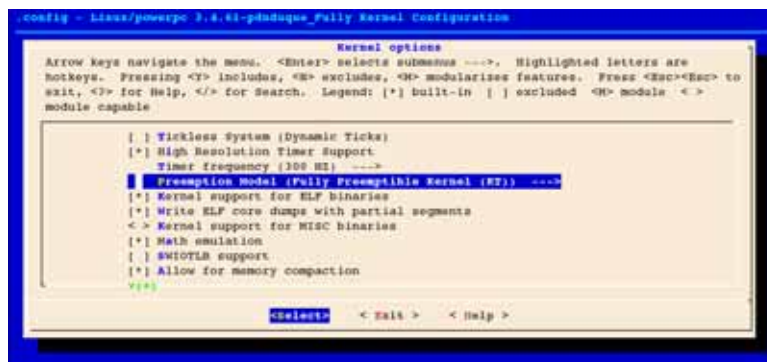 .config - Linux/powerpc 3.4.61-pdnduque_Fully Kernel Configuration
Kernel options
Arrow keys navigate the menu. <Enter> selects submenus --->. Highlighted letters are
hotkeys. Pressing <Y> includes, <N> excludes, <M> modularizes features. Press <Esc><Esc> to
exit, <?> for Help, </> for Search. Legend: [*] built-in [ ] excluded <M> module < >
module capable
[ ] Tickless System (Dynamic Ticks)
[*] High Resolution Timer Support
Timer frequency (300 HZ) --->
Preemption Model (Fully Preemptible Kernel (RT)) --->
[*] Kernel support for ELF binaries
[*] Write ELF core dumps with partial segments
< > Kernel support for MISC binaries
[*] Math emulation
[ ] SWIOTLB support
[*] Allow for memory compaction
v(+)
<Select> < Exit > < Help >